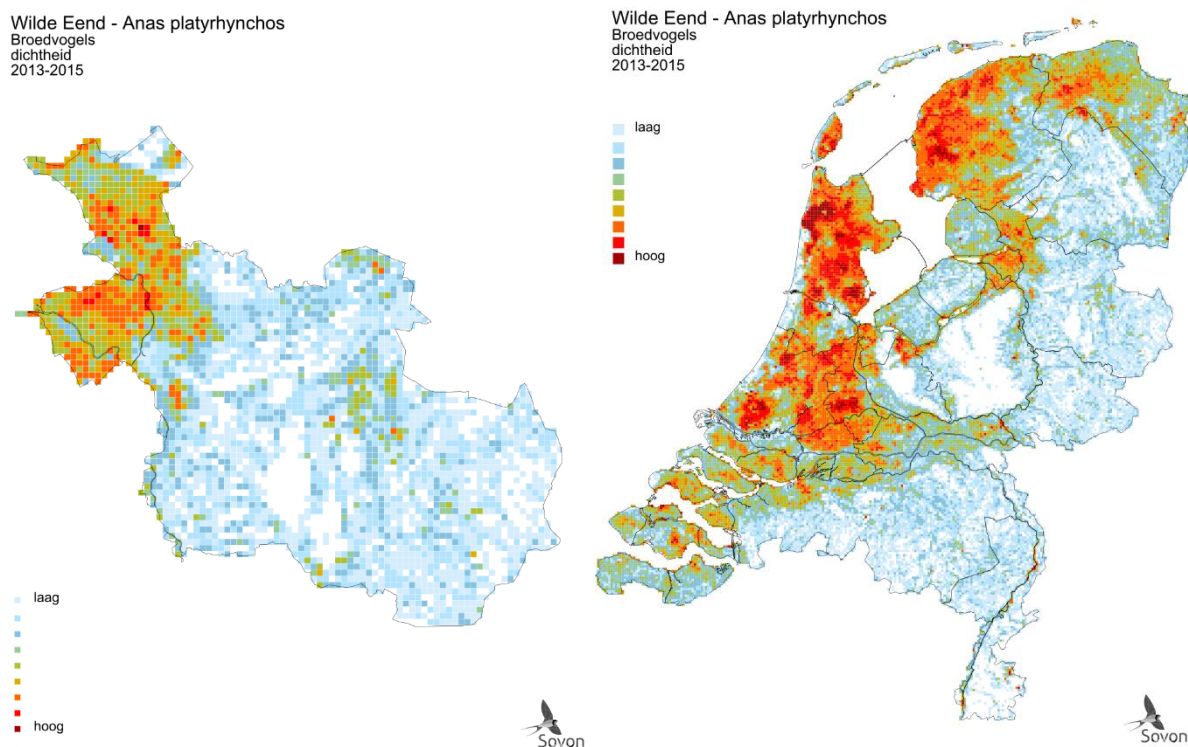 Wilde Eend - Anas platyrhynchos
Broedvogels
dichtheid
2013-2015
laag
hoog
Sovon
Wilde Eend - Anas platyrhynchos
Broedvogels
dichtheid
2013-2015
laag
hoog
Sovon